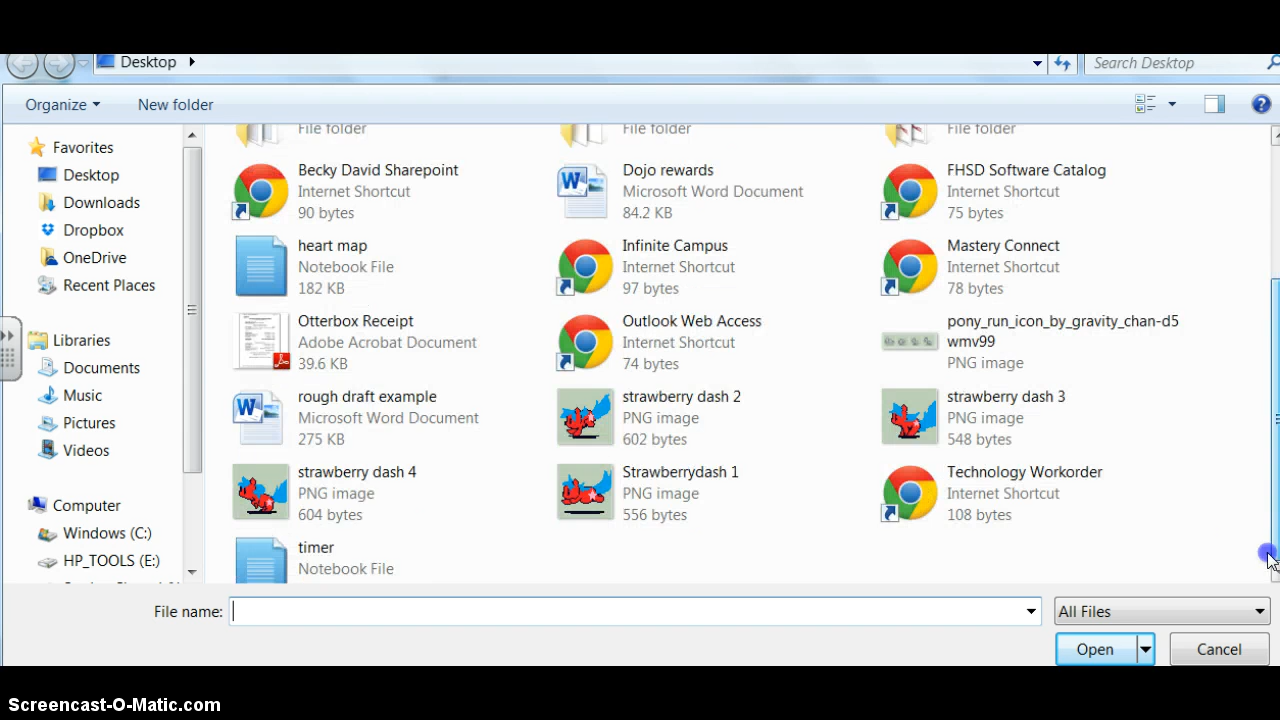 Desktop
Search Desktop
Organize
New folder
Favorites
Desktop
Downloads
Dropbox
OneDrive
Recent Places
Libraries
Documents
Music
Pictures
Videos
Computer
Windows (C:)
HP_TOOLS (E:)
File folder
File folder
File folder
Becky David Sharepoint
Internet Shortcut
90 bytes
Dojo rewards
Microsoft Word Document
84.2 KB
FHSD Software Catalog
Internet Shortcut
75 bytes
heart map
Notebook File
182 KB
Infinite Campus
Internet Shortcut
97 bytes
Mastery Connect
Internet Shortcut
78 bytes
Otterbox Receipt
Adobe Acrobat Document
39.6 KB
Outlook Web Access
Internet Shortcut
74 bytes
pony_run_icon_by_gravity_chan-d5
wmv99
PNG image
rough draft example
Microsoft Word Document
275 KB
strawberry dash 2
PNG image
602 bytes
strawberry dash 3
PNG image
548 bytes
strawberry dash 4
PNG image
604 bytes
Strawberrydash 1
PNG image
556 bytes
Technology Workorder
Internet Shortcut
108 bytes
timer
Notebook File
File name:
All Files
Open
Cancel
Screencast-O-Matic.com